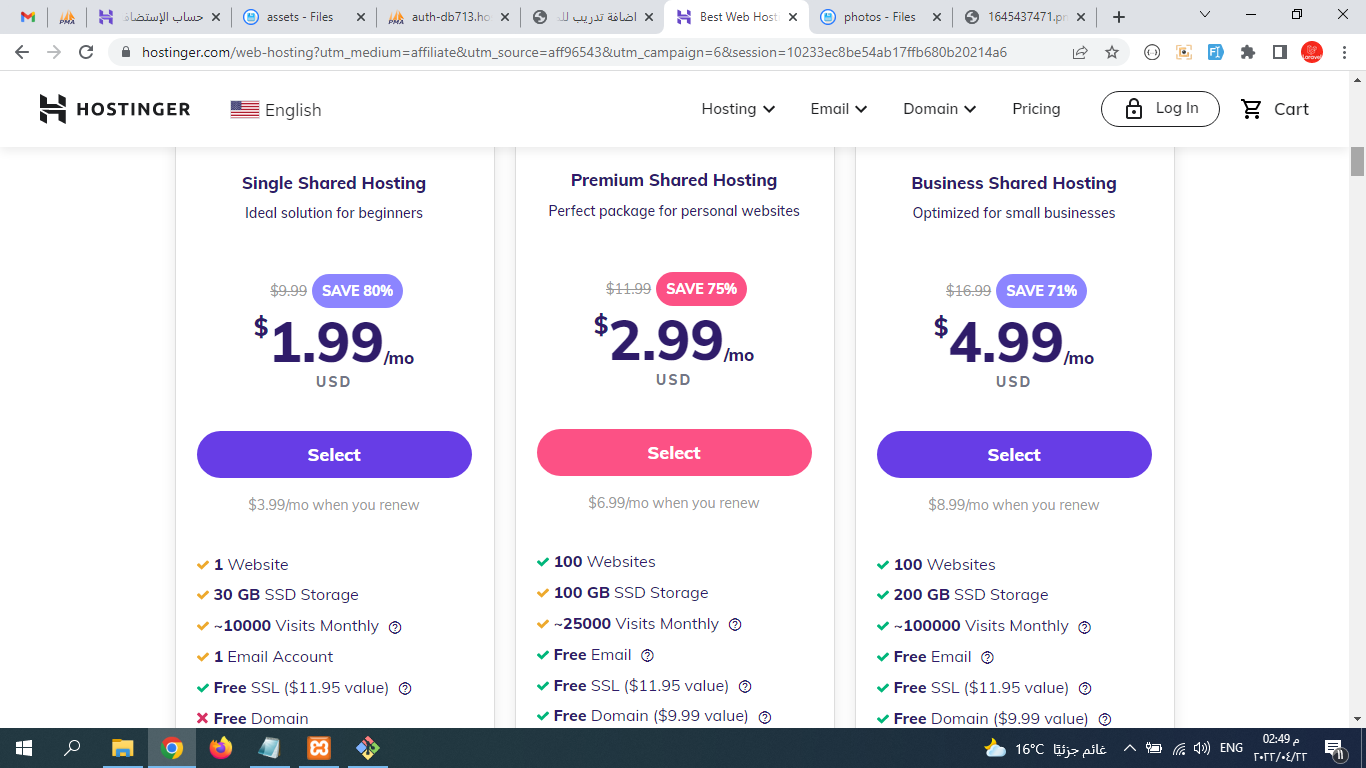 حساب الإستضاف
assets - Files
auth-db713.ho
اضافة تدريب للد
Best Web Host
photos - Files
1645437471.pn
hostinger.com/web-hosting?utm_medium=affiliate&utm_source=aff96543&utm_campaign=6&session=10233ec8be54ab17ffb680b20214a6
HOSTINGER
English
Hosting
Email
Domain
Pricing
Log In
Cart
Single Shared Hosting
Ideal solution for beginners
$9.99 SAVE 80%
$1.99/mo
USD
Select
$3.99/mo when you renew
1 Website
30 GB SSD Storage
~10000 Visits Monthly
1 Email Account
Free SSL ($11.95 value)
Free Domain
Premium Shared Hosting
Perfect package for personal websites
$11.99 SAVE 75%
$2.99/mo
USD
Select
$6.99/mo when you renew
100 Websites
100 GB SSD Storage
~25000 Visits Monthly
Free Email
Free SSL ($11.95 value)
Free Domain ($9.99 value)
Business Shared Hosting
Optimized for small businesses
$16.99 SAVE 71%
$4.99/mo
USD
Select
$8.99/mo when you renew
100 Websites
200 GB SSD Storage
~100000 Visits Monthly
Free Email
Free SSL ($11.95 value)
Free Domain ($9.99 value)
16°C غائم جزئيًا
ENG
02:49 م
٢٠٢٢/٠٤/٢٢